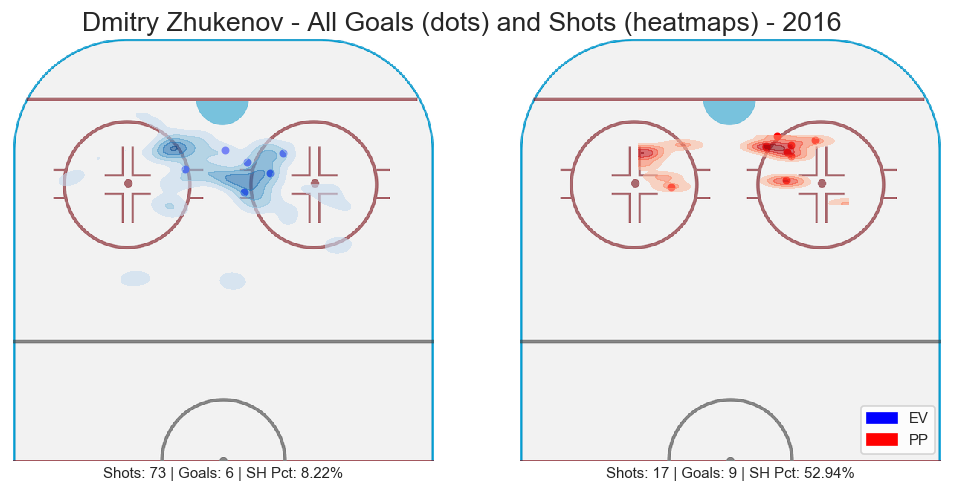 Dmitry Zhukenov - All Goals (dots) and Shots (heatmaps) - 2016
EV
PP
Shots: 73 | Goals: 6 | SH Pct: 8.22%
Shots: 17 | Goals: 9 | SH Pct: 52.94%